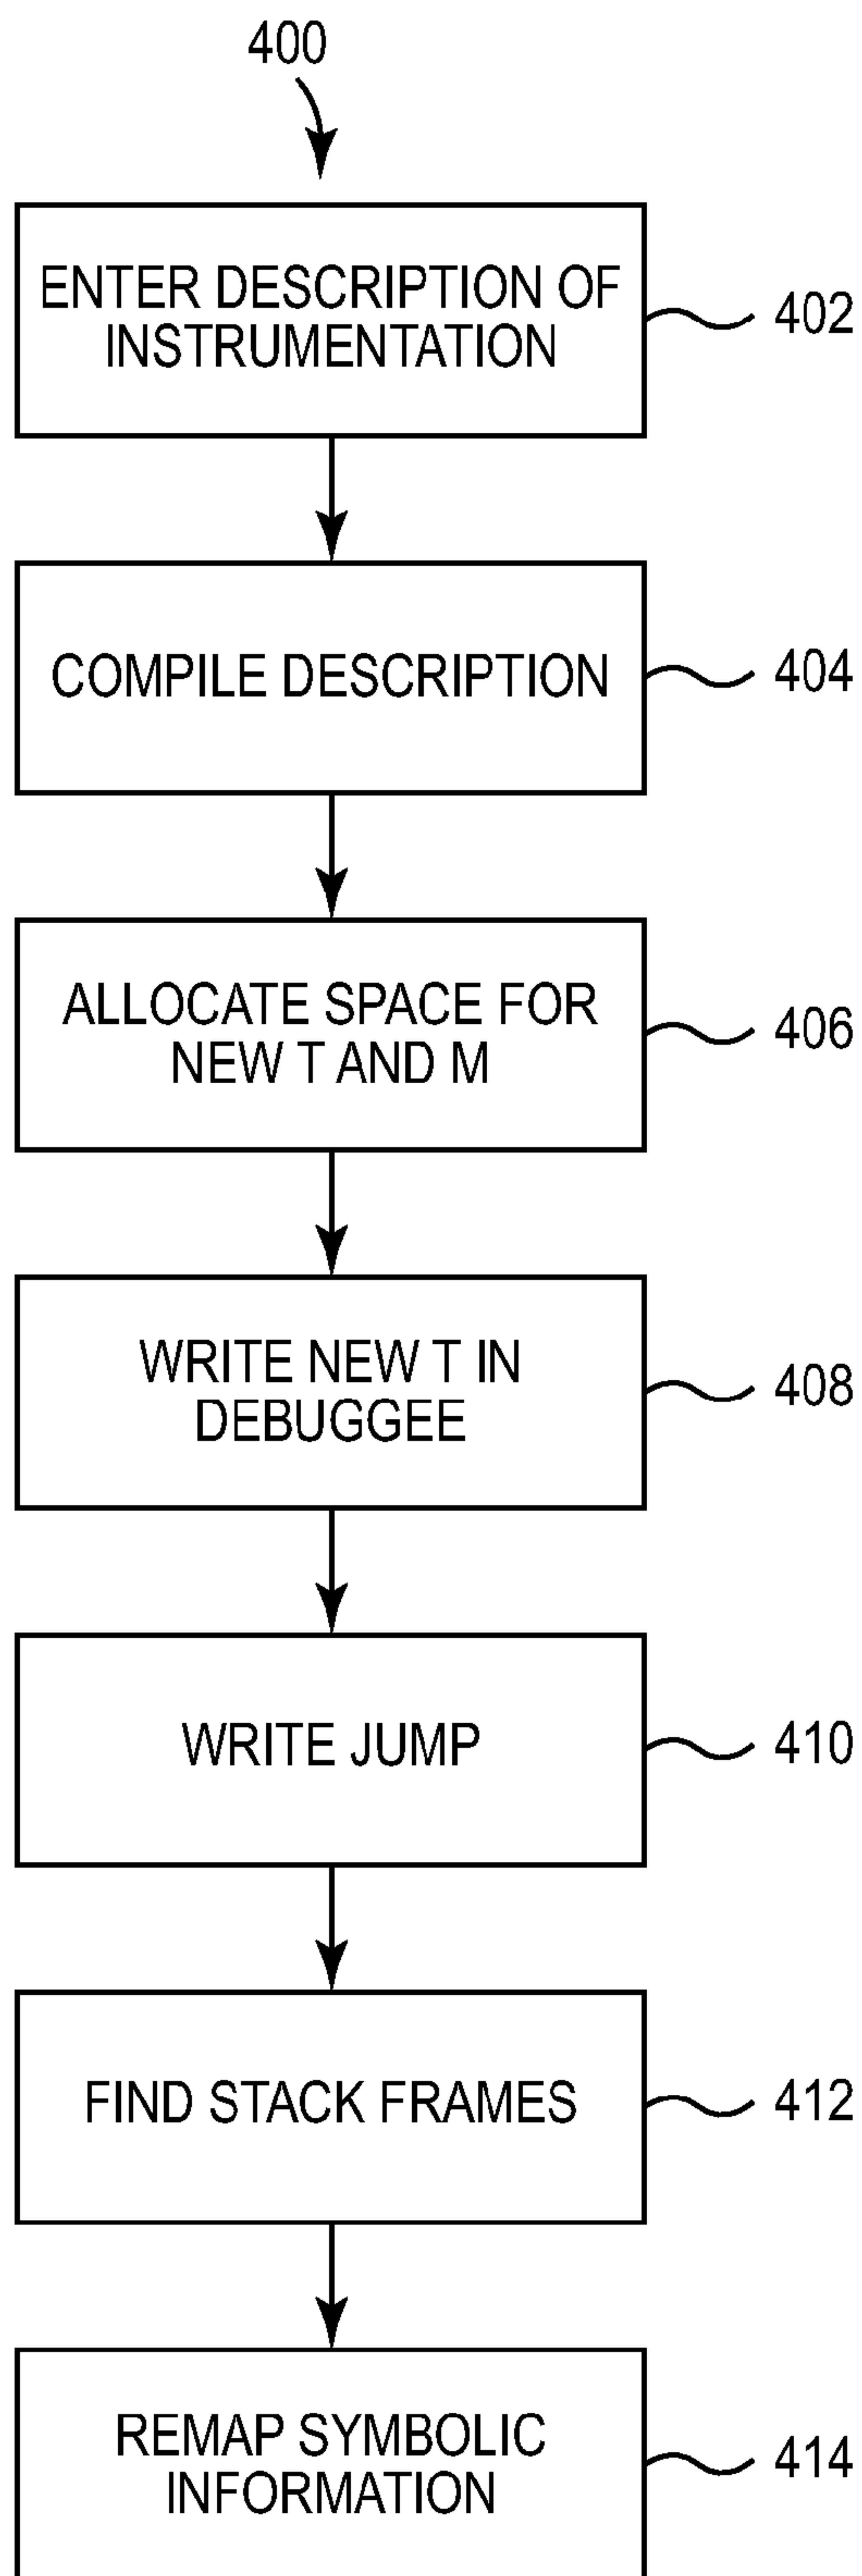 400
ENTER DESCRIPTION OF
INSTRUMENTATION
402
COMPILE DESCRIPTION
404
ALLOCATE SPACE FOR
NEW T AND M
406
WRITE NEW T IN
DEBUGGEE
408
WRITE JUMP
410
FIND STACK FRAMES
412
REMAP SYMBOLIC
INFORMATION
414